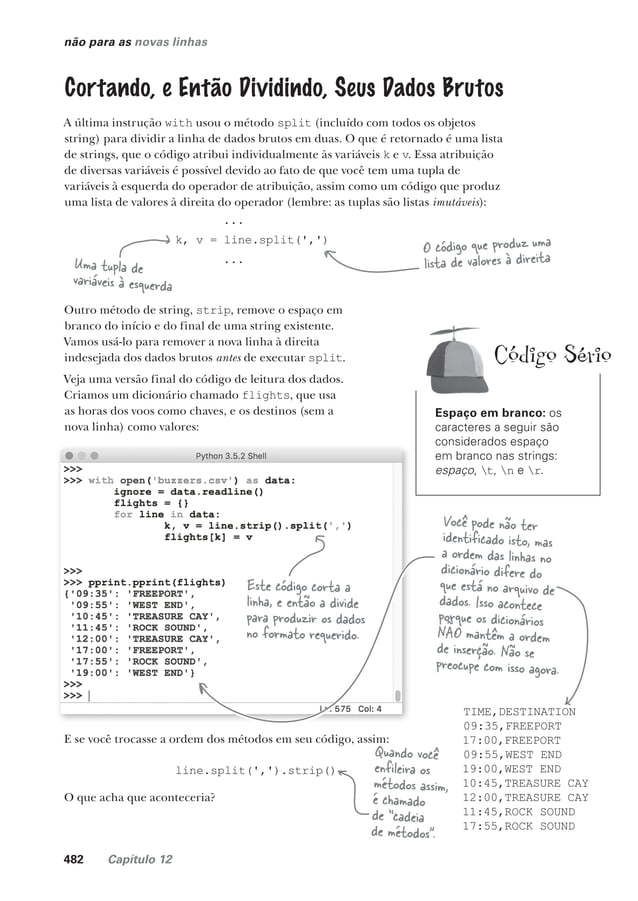 não para as novas linhas
Cortando, e Então Dividindo, Seus Dados Brutos
A última instrução with usou o método split (incluído com todos os objetos
string) para dividir a linha de dados brutos em duas. O que é retornado é uma lista
de strings, que o código atribui individualmente às variáveis k e v. Essa atribuição
de diversas variáveis é possível devido ao fato de que você tem uma tupla de
variáveis à esquerda do operador de atribuição, assim como um código que produz
uma lista de valores à direita do operador (lembre: as tuplas são listas imutáveis):
...
k, v = line.split(',')
...
Uma tupla de
variáveis à esquerda
O código que produz uma
lista de valores à direita
Outro método de string, strip, remove o espaço em
branco do início e do final de uma string existente.
Vamos usá-lo para remover a nova linha à direita
indesejada dos dados brutos antes de executar split.
Veja uma versão final do código de leitura dos dados.
Criamos um dicionário chamado flights, que usa
as horas dos voos como chaves, e os destinos (sem a
nova linha) como valores:
Código Sério
Espaço em branco: os
caracteres a seguir são
considerados espaço
em branco nas strings:
espaço, \t, \n e \r.
Python 3.5.2 Shell
>>>
>>> with open('buzzers.csv') as data:
ignore = data.readline()
flights = {}
for line in data:
k, v = line.strip().split(',')
flights[k] = v
>>>
>>> pprint.pprint(flights)
{'09:35': 'FREEPORT',
'09:55': 'WEST END',
'10:45': 'TREASURE CAY',
'11:45': 'ROCK SOUND',
'12:00': 'TREASURE CAY',
'17:00': 'FREEPORT',
'17:55': 'ROCK SOUND',
'19:00': 'WEST END'}
>>>
>>>
Ln: 575 Col: 4
Este código corta a
linha, e então a divide
para produzir os dados
no formato requerido.
Você pode não ter
identificado isto, mas
a ordem das linhas no
dicionário difere do
que está no arquivo de
dados. Isso acontece
porque os dicionários
NÃO mantêm a ordem
de inserção. Não se
preocupe com isso agora.
TIME,DESTINATION
09:35,FREEPORT
17:00,FREEPORT
09:55,WEST END
19:00,WEST END
10:45,TREASURE CAY
12:00,TREASURE CAY
11:45,ROCK SOUND
17:55,ROCK SOUND
E se você trocasse a ordem dos métodos em seu código, assim:
line.split(',').strip()
Quando você
enfileira os
métodos assim,
é chamado
de "cadeia
de métodos".
O que acha que aconteceria?
482 Capítulo 12